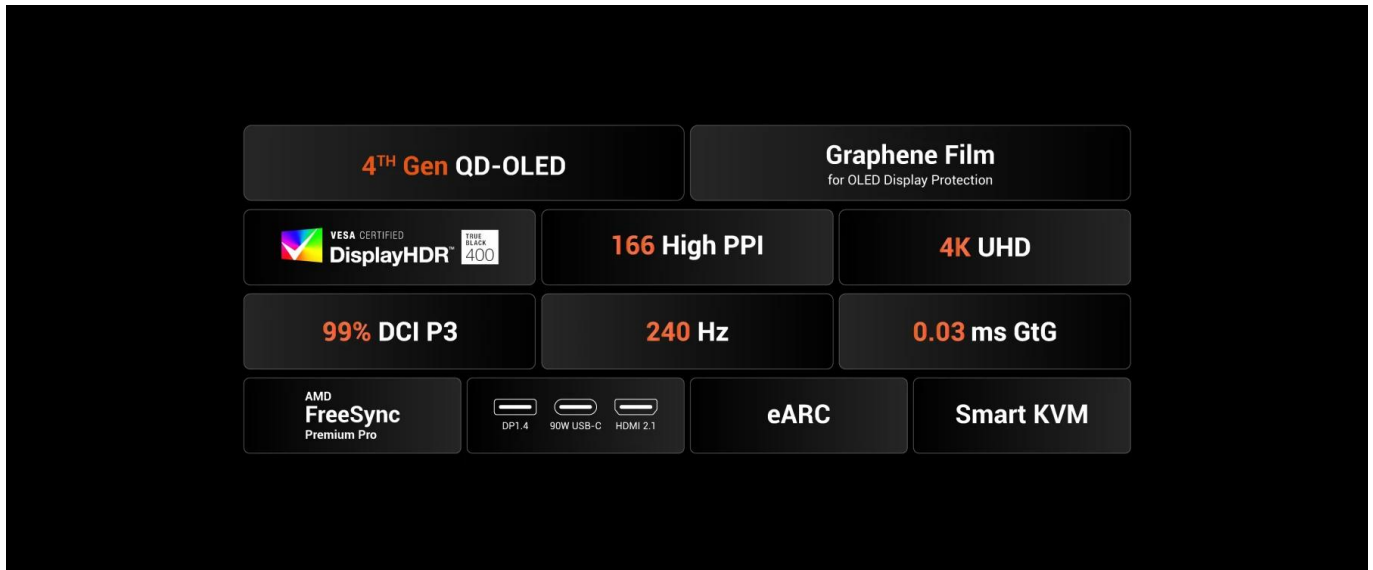 4TH Gen QD-OLED
Graphene Film
for OLED Display Protection
VESA CERTIFIED
DisplayHDR™
TRUE
BLACK
400
166 High PPI
4K UHD
99% DCI P3
240 Hz
0.03 ms GtG
AMD
FreeSync
Premium Pro
DP1.4
90W USB-C
HDMI 2.1
eARC
Smart KVM